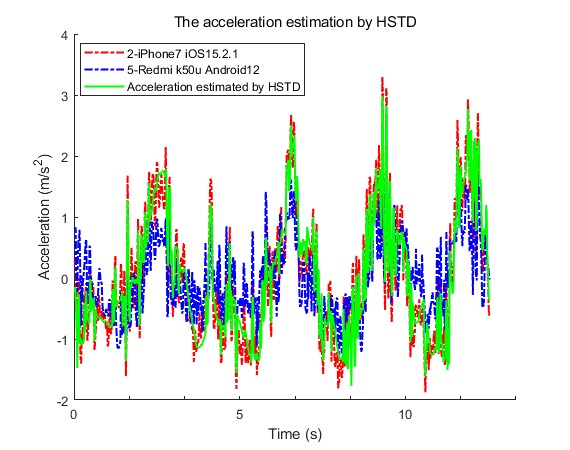 The acceleration estimation by HSTD
4
3
2
1
0
-1
-2
Acceleration (m/s²)
2-iPhone7 iOS15.2.1
5-Redmi k50u Android12
Acceleration estimated by HSTD
0
5
10
Time (s)